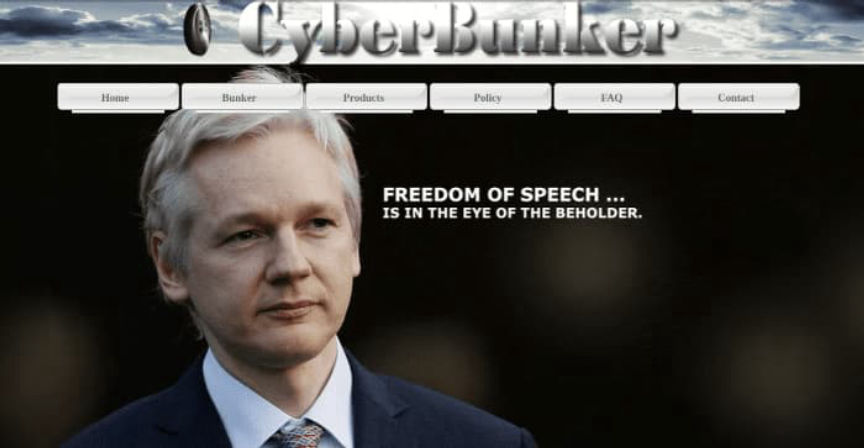 CyberBunker
Home Bunker Products Policy FAQ Contact
FREEDOM OF SPEECH ...
IS IN THE EYE OF THE BEHOLDER.